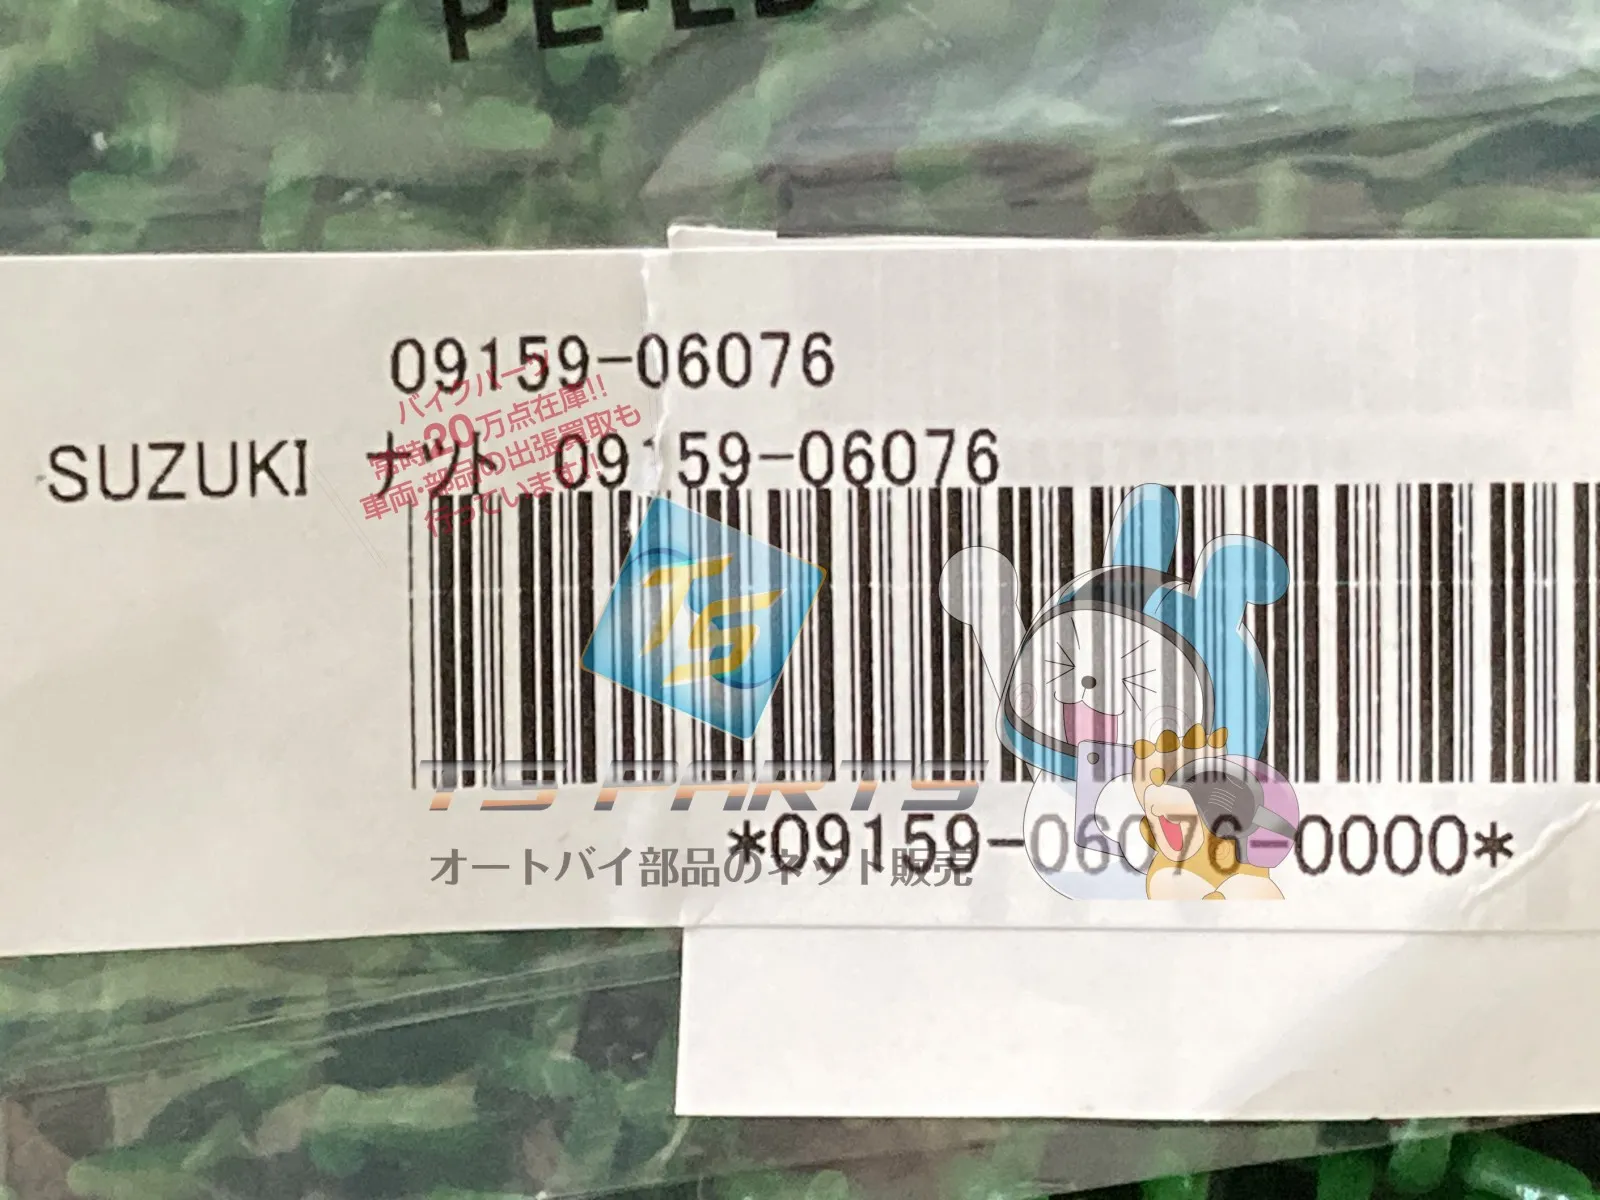 PE-LD
09159-06076
バイクパーツ
常時20万点在庫!!
車両・部品の出張買取も
行っています!!
SUZUKI ナット 09159-06076
TS
TS PARTS
オートバイ部品のネット販売
*09159-06076-0000*